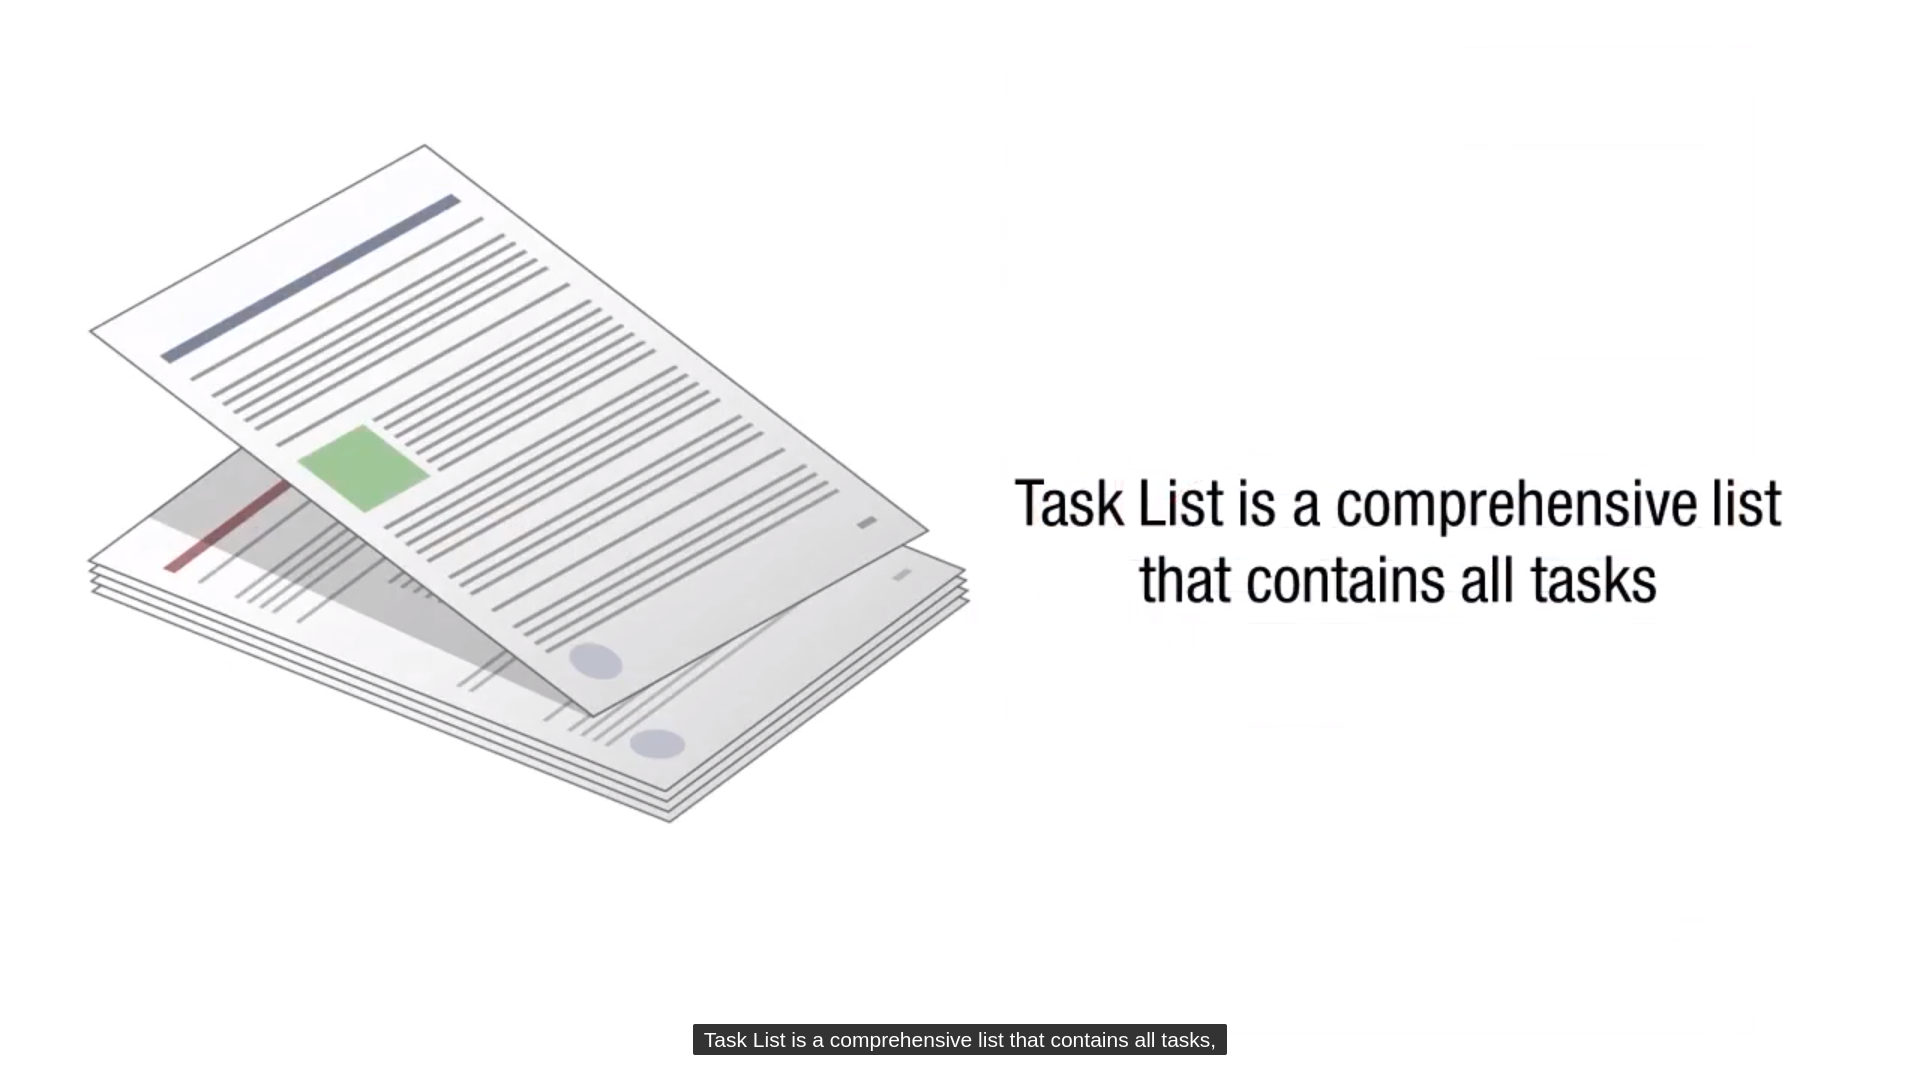 Task List is a comprehensive list
that contains all tasks
Task List is a comprehensive list that contains all tasks,